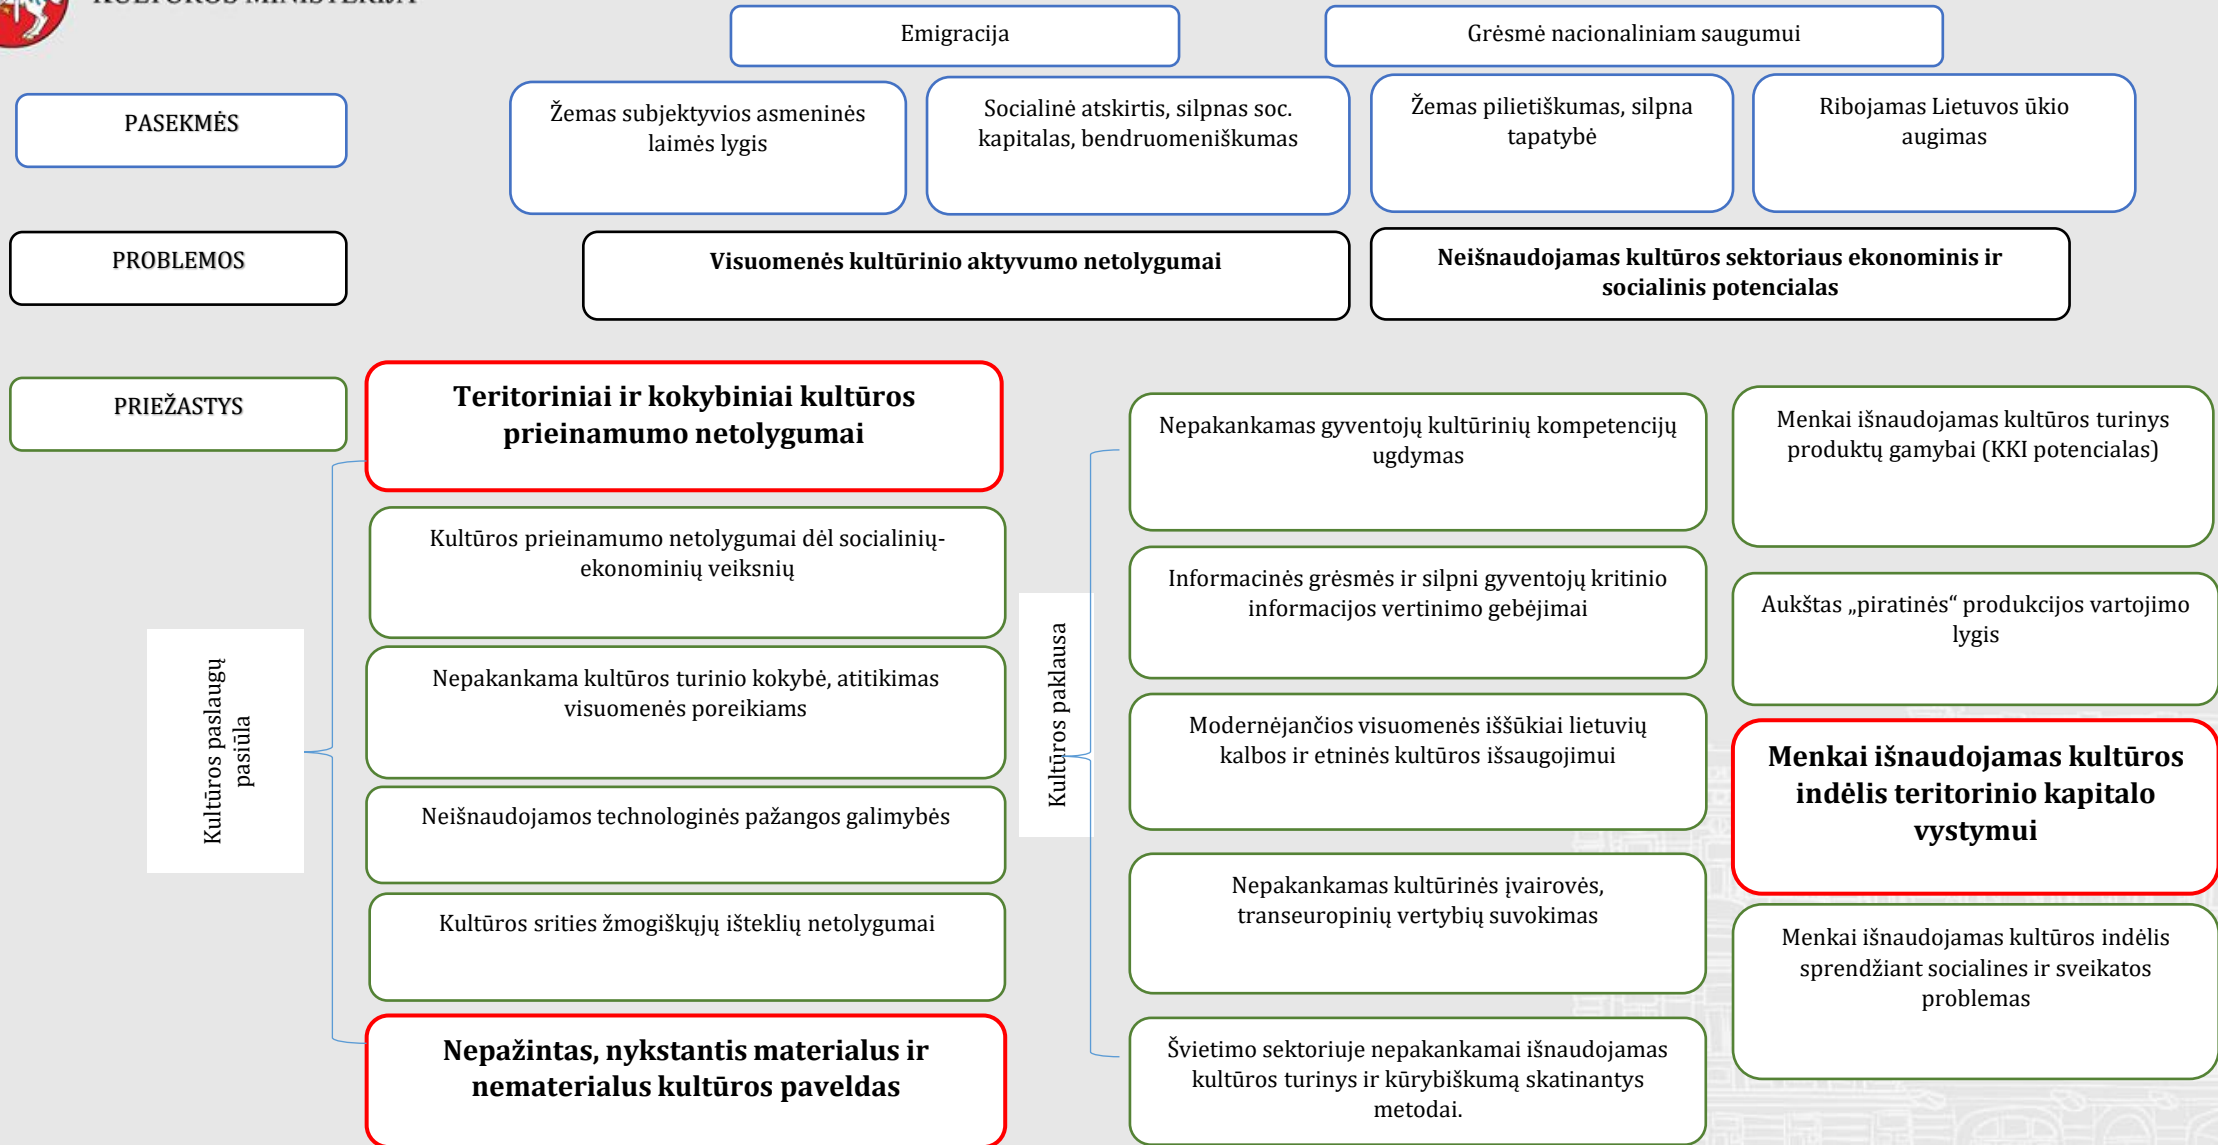 KULTŪROS MINISTERIJA
Emigracija
Grėsmė nacionaliniam saugumui
PASEKMĖS
Žemas subjektyvios asmeninės
laimės lygis
Socialinė atskirtis, silpnas soc.
kapitalas, bendruomeniškumas
Žemas pilietiškumas, silpna
tapatybė
Ribojamas Lietuvos ūkio
augimas
PROBLEMOS
Visuomenės kultūrinio aktyvumo netolygumai
Neišnaudojamas kultūros sektoriaus ekonominis ir
socialinis potencialas
PRIEŽASTYS
Kultūros paslaugų
pasiūla
Teritoriniai ir kokybiniai kultūros
prieinamumo netolygumai
Kultūros prieinamumo netolygumai dėl socialinių-
ekonominių veiksnių
Nepakankama kultūros turinio kokybė, atitikimas
visuomenės poreikiams
Neišnaudojamos technologinės pažangos galimybės
Kultūros srities žmogiškųjų išteklių netolygumai
Nepažintas, nykstantis materialus ir
nematerialus kultūros paveldas
Kultūros paklausa
Nepakankamas gyventojų kultūrinių kompetencijų
ugdymas
Informacinės grėsmės ir silpni gyventojų kritinio
informacijos vertinimo gebėjimai
Modernėjančios visuomenės iššūkiai lietuvių
kalbos ir etninės kultūros išsaugojimui
Nepakankamas kultūrinės įvairovės,
transeuropinių vertybių suvokimas
Švietimo sektoriuje nepakankamai išnaudojamas
kultūros turinys ir kūrybiškumą skatinantys
metodai.
Menkai išnaudojamas kultūros turinys
produktų gamybai (KKI potencialas)
Aukštas „piratinės“ produkcijos vartojimo
lygis
Menkai išnaudojamas kultūros
indėlis teritorinio kapitalo
vystymui
Menkai išnaudojamas kultūros indėlis
sprendžiant socialines ir sveikatos
problemas